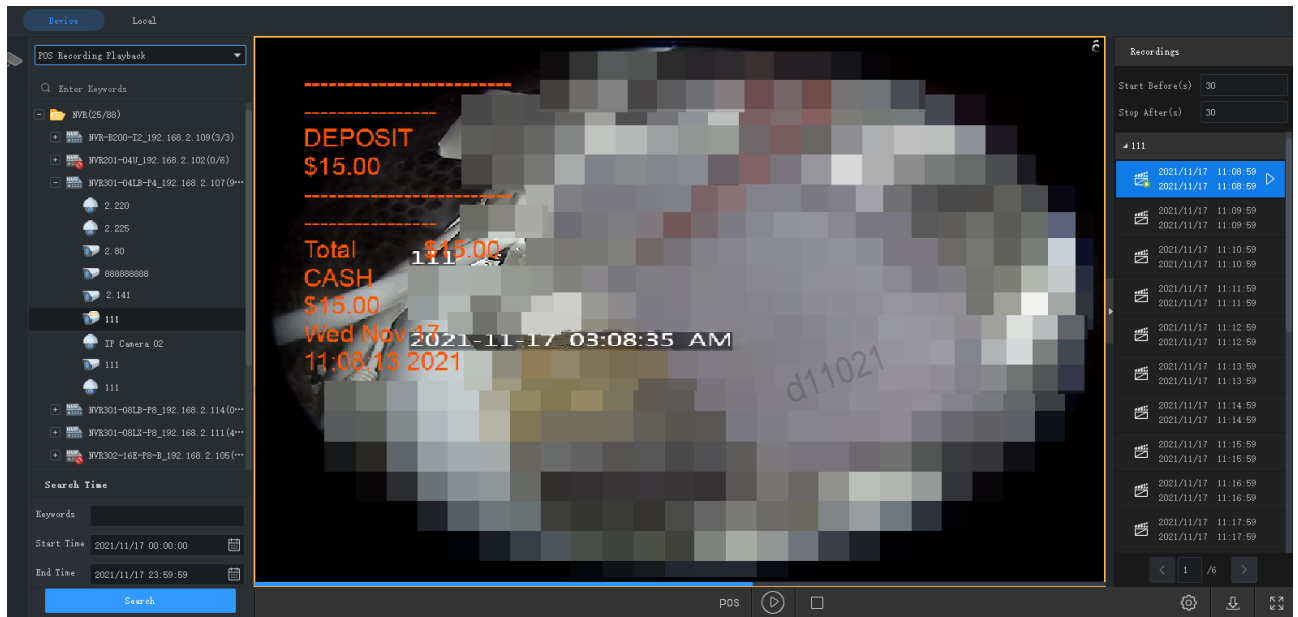 Device Local
POS Recording Playback
Enter Keywords
NVR(25/88)
NVR-B200-I2_192.168.2.109(3/3)
NVR201-04U_192.168.2.102(0/6)
NVR301-04LB-P4_192.168.2.107(9···
2.220
2.225
2.80
888888888
2.141
111
IP Camera 02
111
111
NVR301-08LB-P8_192.168.2.114(0···
NVR301-08LX-P8_192.168.2.111(4···
NVR302-16E-P8-B_192.168.2.105(···
Search Time
Keywords
Start Time 2021/11/17 00:00:00
End Time 2021/11/17 23:59:59
Search
------------------------
---------------
DEPOSIT
$15.00
------------------------
---------------
Total $15.00
111
CASH
$15.00
Wed Nov 17
2021-11-17 03:08:35 AM
11:08:13 2021
d11021
POS
Recordings
Start Before(s) 30
Stop After(s) 30
111
2021/11/17 11:08:59
2021/11/17 11:08:59
2021/11/17 11:09:59
2021/11/17 11:09:59
2021/11/17 11:10:59
2021/11/17 11:10:59
2021/11/17 11:11:59
2021/11/17 11:11:59
2021/11/17 11:12:59
2021/11/17 11:12:59
2021/11/17 11:13:59
2021/11/17 11:13:59
2021/11/17 11:14:59
2021/11/17 11:14:59
2021/11/17 11:15:59
2021/11/17 11:15:59
2021/11/17 11:16:59
2021/11/17 11:16:59
2021/11/17 11:17:59
2021/11/17 11:17:59
< 1 /6 >